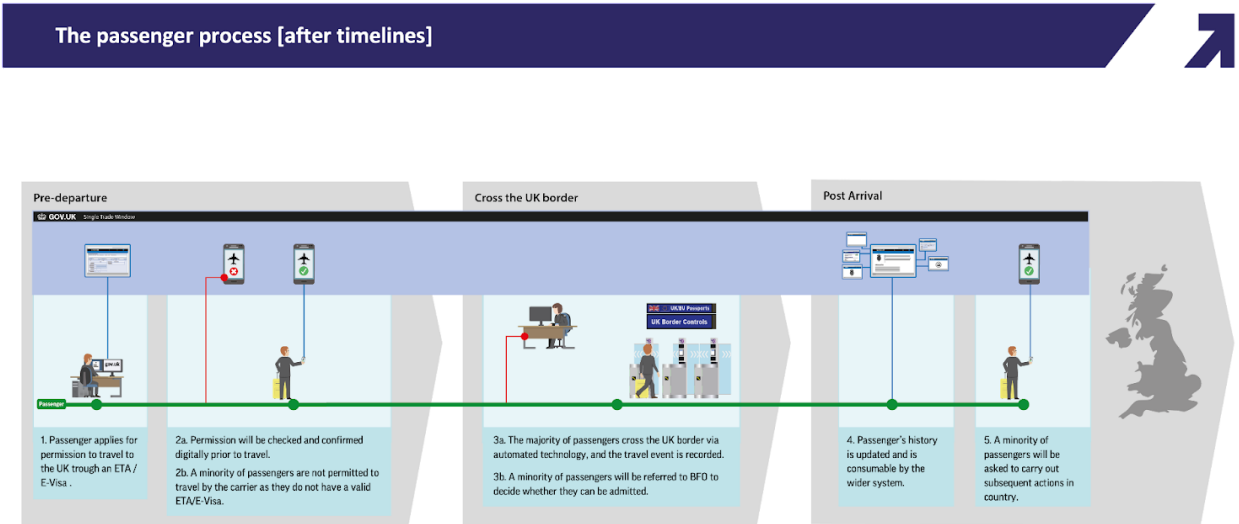 The passenger process [after timelines]
Pre-departure
Cross the UK border
Post Arrival
GOV.UK Single Trade Window
UK/EU Passports
UK Border Controls
gov.uk
Passenger
1. Passenger applies for
permission to travel to
the UK trough an ETA /
E-Visa .
2a. Permission will be checked and confirmed
digitally prior to travel.
2b. A minority of passengers are not permitted to
travel by the carrier as they do not have a valid
ETA/E-Visa.
3a. The majority of passengers cross the UK border via
automated technology, and the travel event is recorded.
3b. A minority of passengers will be referred to BFO to
decide whether they can be admitted.
4. Passenger's history
is updated and is
consumable by the
wider system.
5. A minority of
passengers will be
asked to carry out
subsequent actions in
country.